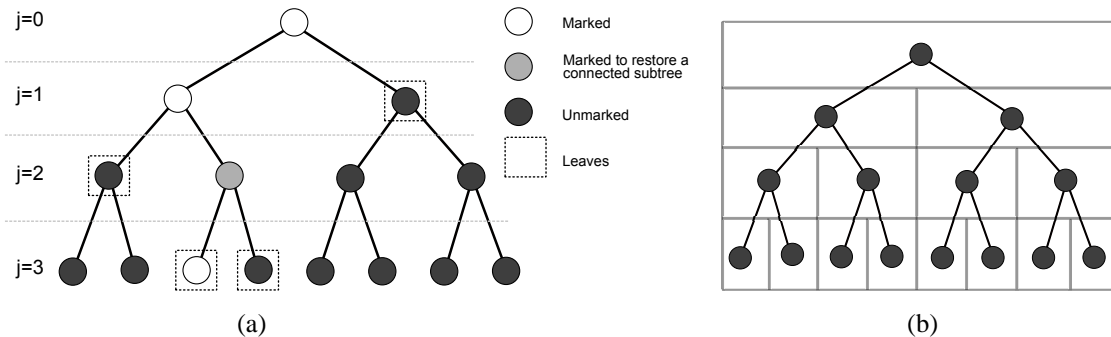 j=0
j=1
j=2
j=3
Marked
Marked to restore a
connected subtree
Unmarked
Leaves
(a)
(b)